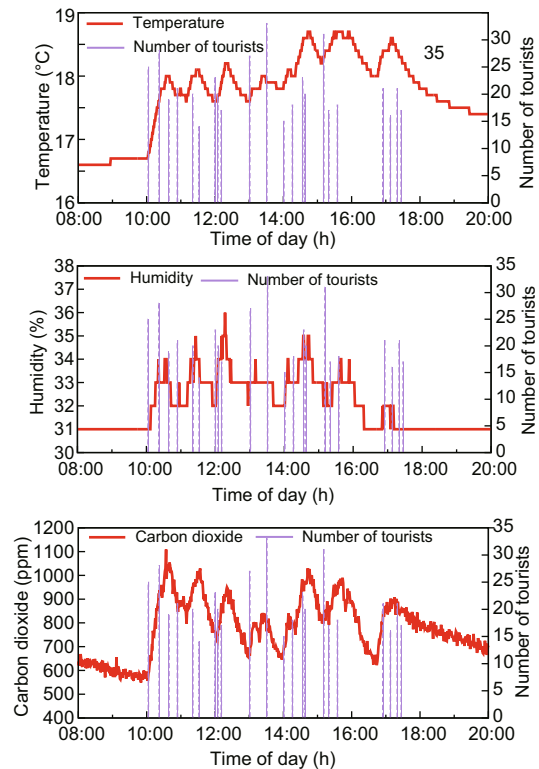 Temperature
Number of tourists
35
Temperature (°C)
19
18
17
16
30
25
20
15
10
5
0
Number of tourists
08:00 10:00 12:00 14:00 16:00 18:00 20:00
Time of day (h)
Humidity Number of tourists
Humidity (%)
38
37
36
35
34
33
32
31
30
35
30
25
20
15
10
5
0
Number of tourists
08:00 10:00 12:00 14:00 16:00 18:00 20:00
Time of day (h)
Carbon dioxide Number of tourists
Carbon dioxide (ppm)
1200
1100
1000
900
800
700
600
500
400
35
30
25
20
15
10
5
0
Number of tourists
08:00 10:00 12:00 14:00 16:00 18:00 20:00
Time of day (h)